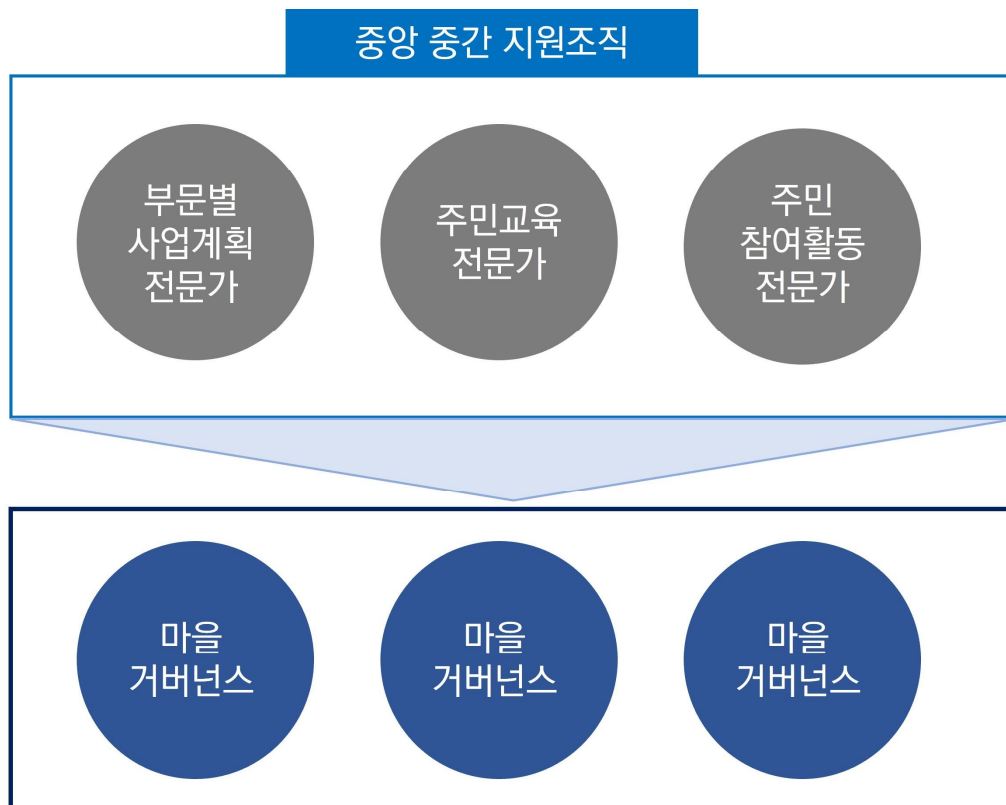 중앙 중간 지원조직
부문별
사업계획
전문가
주민교육
전문가
주민
참여활동
전문가
마을
거버넌스
마을
거버넌스
마을
거버넌스